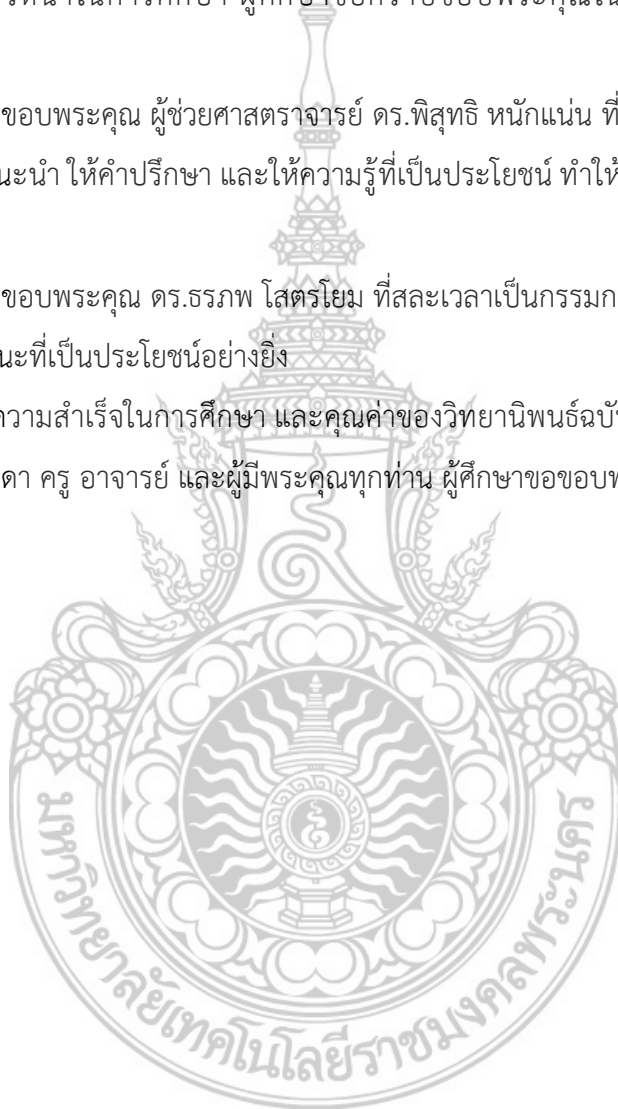 ขอบพระคุณ ผู้ช่วยศาสตราจารย์ ดร.พิสุทธิ หนักแน่น ที่
นะนำ ให้คำปรึกษา และให้ความรู้ที่เป็นประโยชน์ ทำให้
ขอบพระคุณ ดร.ธรภพ โสตรโยม ที่สละเวลาเป็นกรรมก
นะที่เป็นประโยชน์อย่างยิ่ง
ความสำเร็จในการศึกษา และคุณค่าของวิทยานิพนธ์ฉบั
ดา ครู อาจารย์ และผู้มีพระคุณทุกท่าน ผู้ศึกษาขอขอบพ
มหาวิทยาลัยเทคโนโลยีราชมงคลพระนคร